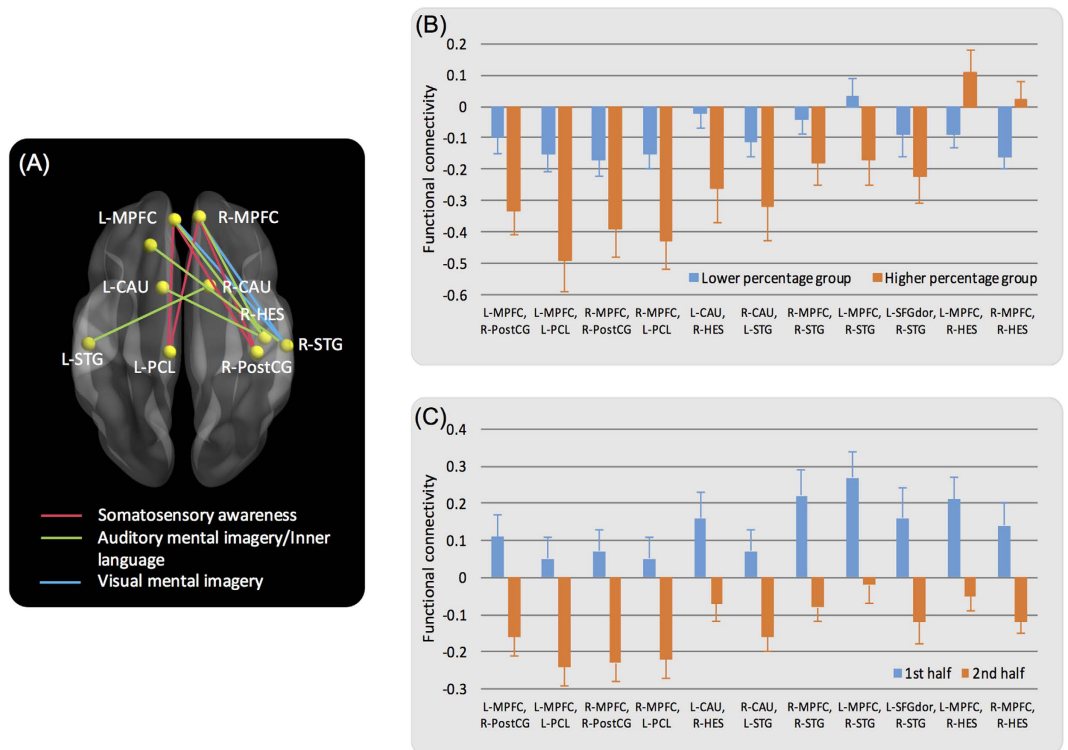 (A)
L-MPFC
R-MPFC
L-CAU
R-CAU
R-HES
L-STG
R-STG
L-PCL
R-PostCG
Somatosensory awareness
Auditory mental imagery/Inner
language
Visual mental imagery
(B)
Functional connectivity
0.2
0.1
0
-0.1
-0.2
-0.3
-0.4
-0.5
-0.6
Lower percentage group
Higher percentage group
L-MPFC, L-MPFC, R-MPFC, R-MPFC, L-CAU, R-CAU, R-MPFC, L-MPFC, L-SFGdor, L-MPFC, R-MPFC,
R-PostCG L-PCL R-PostCG L-PCL R-HES L-STG R-STG R-STG R-STG R-HES R-HES
(C)
Functional connectivity
0.4
0.3
0.2
0.1
0
-0.1
-0.2
-0.3
1st half
2nd half
L-MPFC, L-MPFC, R-MPFC, R-MPFC, L-CAU, R-CAU, R-MPFC, L-MPFC, L-SFGdor, L-MPFC, R-MPFC,
R-PostCG L-PCL R-PostCG L-PCL R-HES L-STG R-STG R-STG R-STG R-HES R-HES